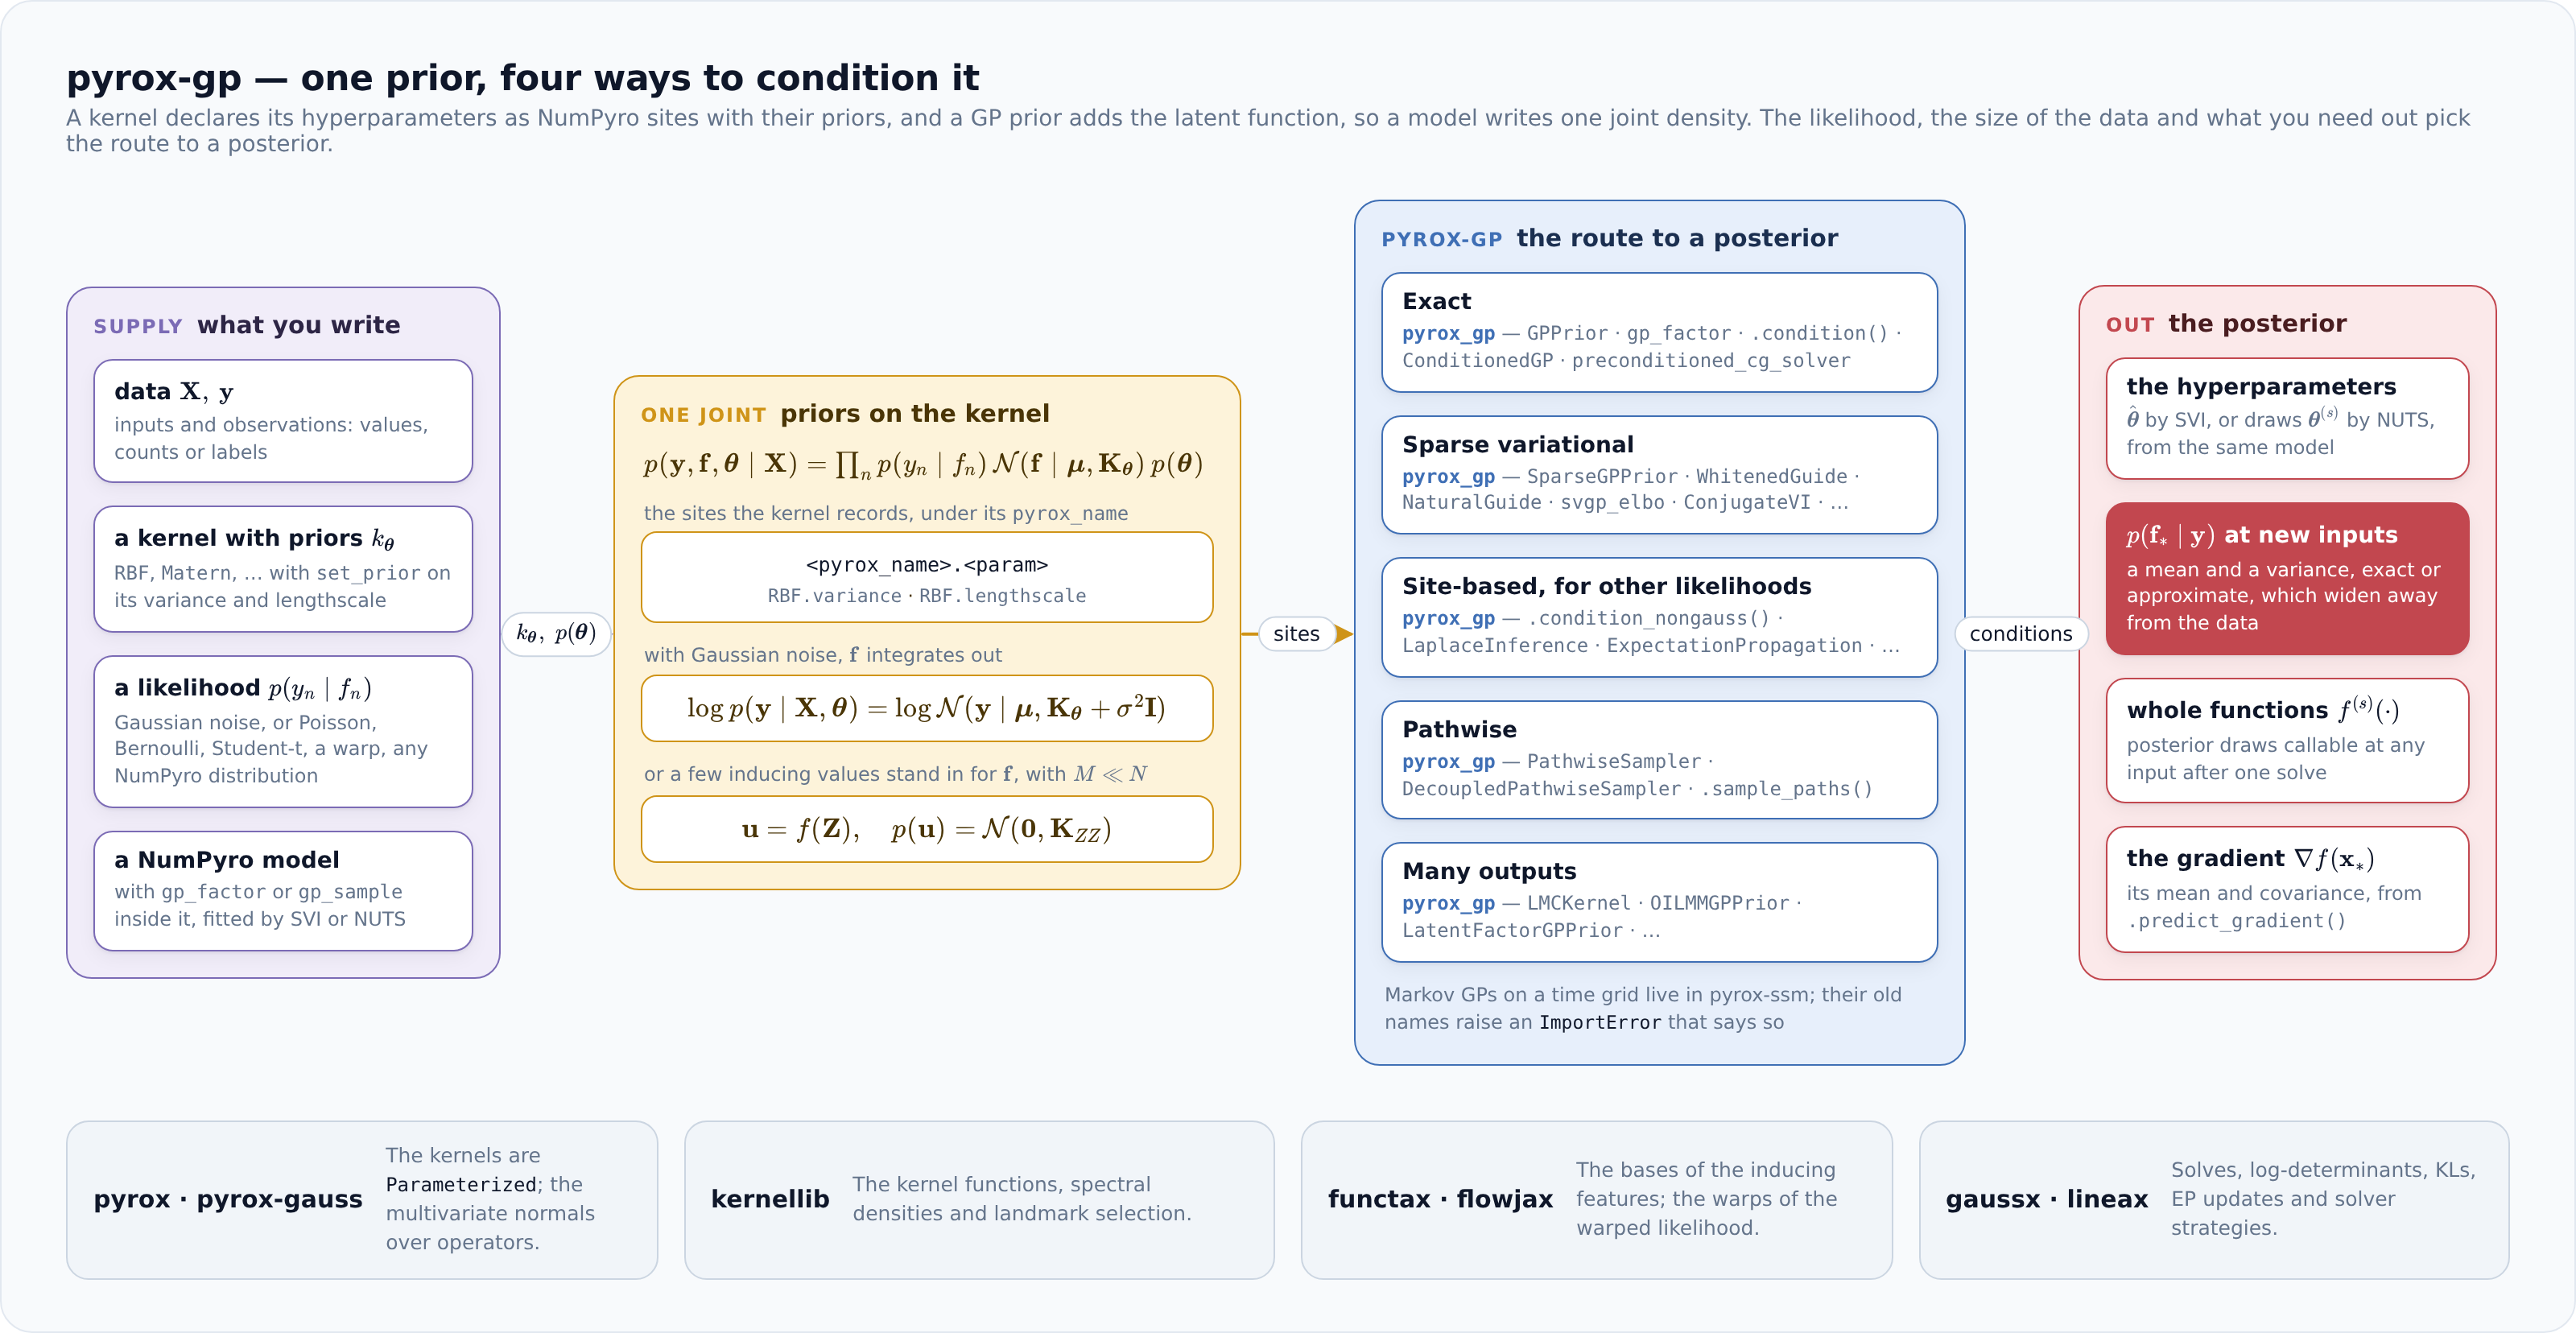 pyrox-gp — one prior, four ways to condition it
A kernel declares its hyperparameters as NumPyro sites with their priors, and a GP prior adds the latent function, so a model writes one joint density. The likelihood, the size of the data and what you need out pick
the route to a posterior.
SUPPLY what you write
data X, y
inputs and observations: values,
counts or labels
a kernel with priors k_θ
RBF, Matern, … with set_prior on
its variance and lengthscale
a likelihood p(y_n | f_n)
Gaussian noise, or Poisson,
Bernoulli, Student-t, a warp, any
NumPyro distribution
a NumPyro model
with gp_factor or gp_sample
inside it, fitted by SVI or NUTS
k_θ, p(θ)
ONE JOINT priors on the kernel
p(y, f, θ | X) = ∏_n p(y_n | f_n) 𝒩(f | μ, K_θ) p(θ)
the sites the kernel records, under its pyrox_name
<pyrox_name>.<param>
RBF.variance · RBF.lengthscale
with Gaussian noise, f integrates out
log p(y | X, θ) = log 𝒩(y | μ, K_θ + σ²I)
or a few inducing values stand in for f, with M ≪ N
u = f(Z), p(u) = 𝒩(0, K_ZZ)
sites
PYROX-GP the route to a posterior
Exact
pyrox_gp — GPPrior · gp_factor · .condition() ·
ConditionedGP · preconditioned_cg_solver
Sparse variational
pyrox_gp — SparseGPPrior · WhitenedGuide ·
NaturalGuide · svgp_elbo · ConjugateVI · …
Site-based, for other likelihoods
pyrox_gp — .condition_nongauss() ·
LaplaceInference · ExpectationPropagation · …
Pathwise
pyrox_gp — PathwiseSampler ·
DecoupledPathwiseSampler · .sample_paths()
Many outputs
pyrox_gp — LMCKernel · OILMMGPPrior ·
LatentFactorGPPrior · …
Markov GPs on a time grid live in pyrox-ssm; their old
names raise an ImportError that says so
conditions
OUT the posterior
the hyperparameters
θ̂ by SVI, or draws θ^(s) by NUTS,
from the same model
p(f_* | y) at new inputs
a mean and a variance, exact or
approximate, which widen away
from the data
whole functions f^(s)(·)
posterior draws callable at any
input after one solve
the gradient ∇f(x_*)
its mean and covariance, from
.predict_gradient()
pyrox · pyrox-gauss
The kernels are
Parameterized; the
multivariate normals
over operators.
kernellib
The kernel functions, spectral
densities and landmark selection.
functax · flowjax
The bases of the inducing
features; the warps of the
warped likelihood.
gaussx · lineax
Solves, log-determinants, KLs,
EP updates and solver
strategies.